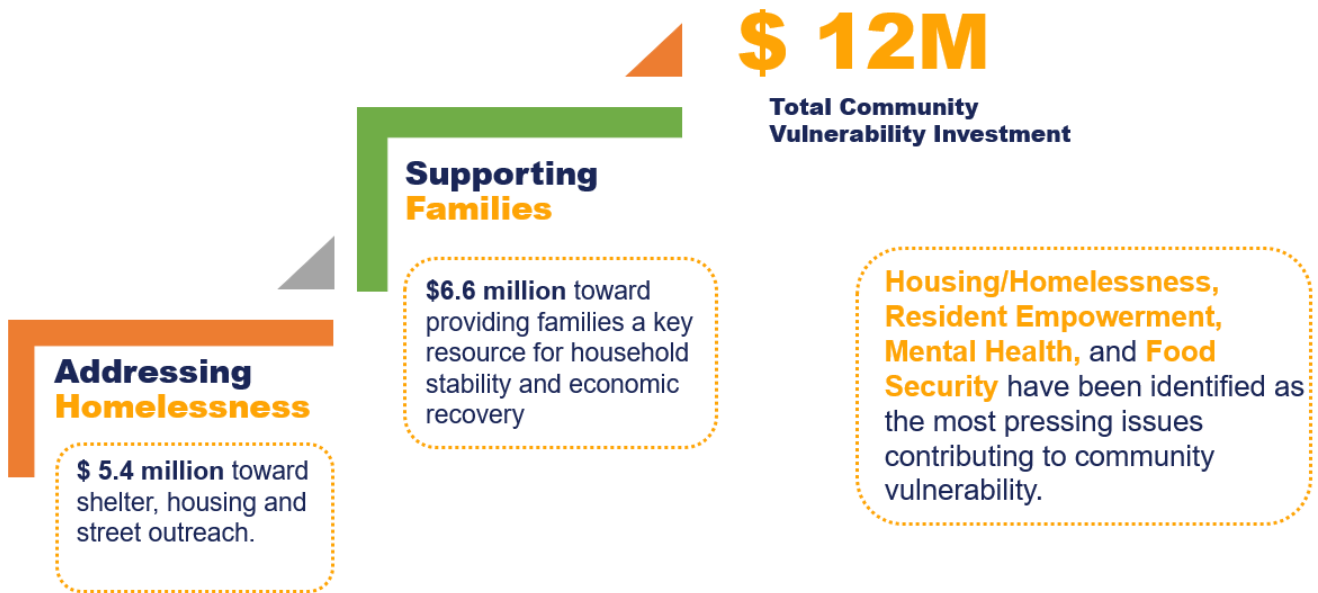 $ 12M
Total Community
Vulnerability Investment
Supporting
Families
$6.6 million toward
providing families a key
resource for household
stability and economic
recovery
Addressing
Homelessness
$ 5.4 million toward
shelter, housing and
street outreach.
Housing/Homelessness,
Resident Empowerment,
Mental Health, and Food
Security have been identified as
the most pressing issues
contributing to community
vulnerability.